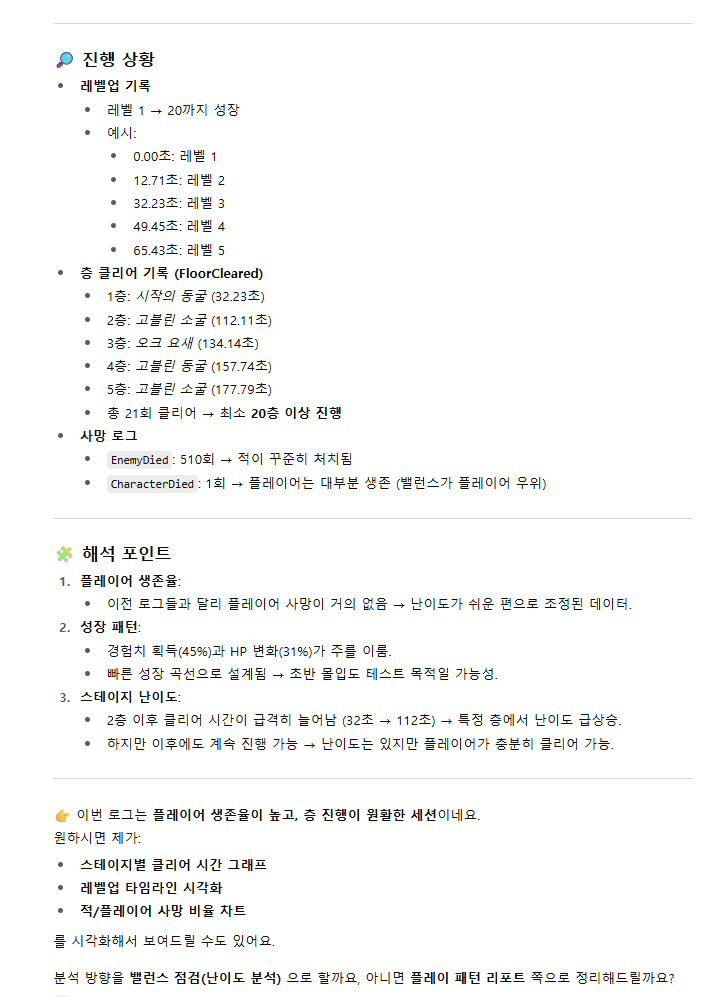 진행 상황
레벨업 기록
레벨 1 → 20까지 성장
예시:
0.00초: 레벨 1
12.71초: 레벨 2
32.23초: 레벨 3
49.45초: 레벨 4
65.43초: 레벨 5
층 클리어 기록 (FloorCleared)
1층: 시작의 동굴 (32.23초)
2층: 고블린 소굴 (112.11초)
3층: 오크 요새 (134.14초)
4층: 고블린 동굴 (157.74초)
5층: 고블린 소굴 (177.79초)
총 21회 클리어 → 최소 20층 이상 진행
사망 로그
EnemyDied: 510회 → 적이 꾸준히 처치됨
CharacterDied: 1회 → 플레이어는 대부분 생존 (밸런스가 플레이어 우위)
해석 포인트
1. 플레이어 생존율:
이전 로그들과 달리 플레이어 사망이 거의 없음 → 난이도가 쉬운 편으로 조정된 데이터.
2. 성장 패턴:
경험치 획득(45%)과 HP 변화(31%)가 주를 이룸.
빠른 성장 곡선으로 설계됨 → 초반 몰입도 테스트 목적일 가능성.
3. 스테이지 난이도:
2층 이후 클리어 시간이 급격히 늘어남 (32초 → 112초) → 특정 층에서 난이도 급상승.
하지만 이후에도 계속 진행 가능 → 난이도는 있지만 플레이어가 충분히 클리어 가능.
이번 로그는 플레이어 생존율이 높고, 층 진행이 원활한 세션이네요.
원하시면 제가:
스테이지별 클리어 시간 그래프
레벨업 타임라인 시각화
적/플레이어 사망 비율 차트
를 시각화해서 보여드릴 수도 있어요.
분석 방향을 밸런스 점검(난이도 분석) 으로 할까요, 아니면 플레이 패턴 리포트 쪽으로 정리해드릴까요?